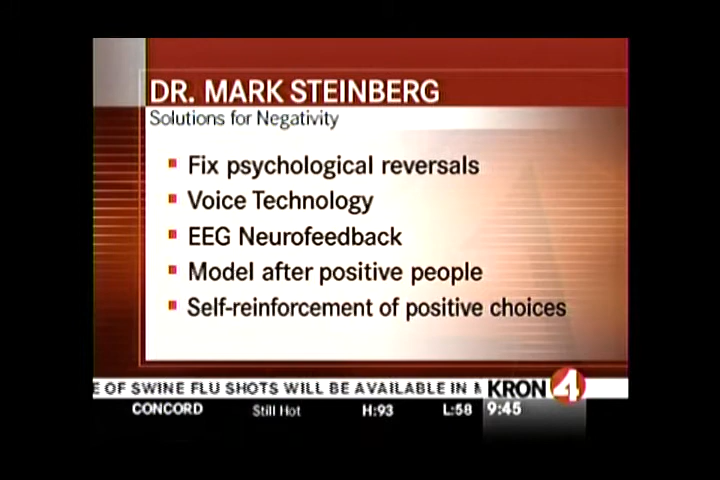 DR. MARK STEINBERG
Solutions for Negativity
Fix psychological reversals
Voice Technology
EEG Neurofeedback
Model after positive people
Self-reinforcement of positive choices
OF SWINE FLU SHOTS WILL BE AVAILABLE IN
KRON 4
CONCORD Still Hot H:93 L:58 9:45